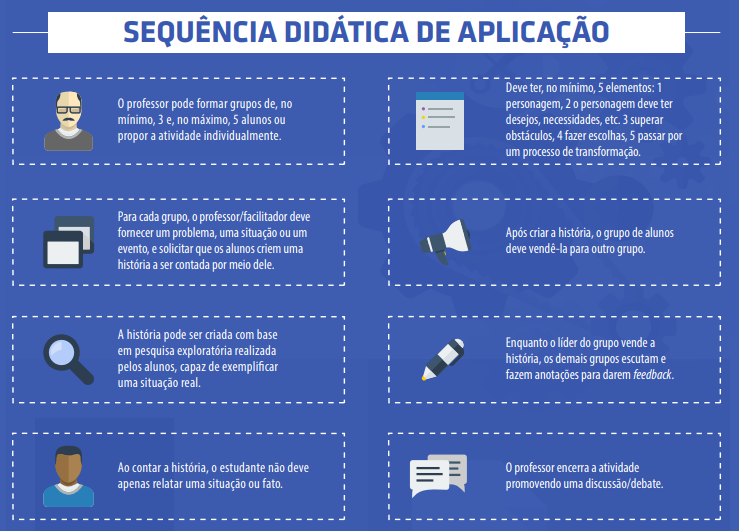 SEQUÊNCIA DIDÁTICA DE APLICAÇÃO
O professor pode formar grupos de, no
mínimo, 3 e, no máximo, 5 alunos ou
propor a atividade individualmente.
Para cada grupo, o professor/facilitador deve
fornecer um problema, uma situação ou um
evento, e solicitar que os alunos criem uma
história a ser contada por meio dele.
A história pode ser criada com base
em pesquisa exploratória realizada
pelos alunos, capaz de exemplificar
uma situação real.
Ao contar a história, o estudante não deve
apenas relatar uma situação ou fato.
Deve ter, no mínimo, 5 elementos: 1
personagem, 2 o personagem deve ter
desejos, necessidades, etc. 3 superar
obstáculos, 4 fazer escolhas, 5 passar por
um processo de transformação.
Após criar a história, o grupo de alunos
deve vendê-la para outro grupo.
Enquanto o líder do grupo vende a
história, os demais grupos escutam e
fazem anotações para darem feedback.
O professor encerra a atividade
promovendo uma discussão/debate.